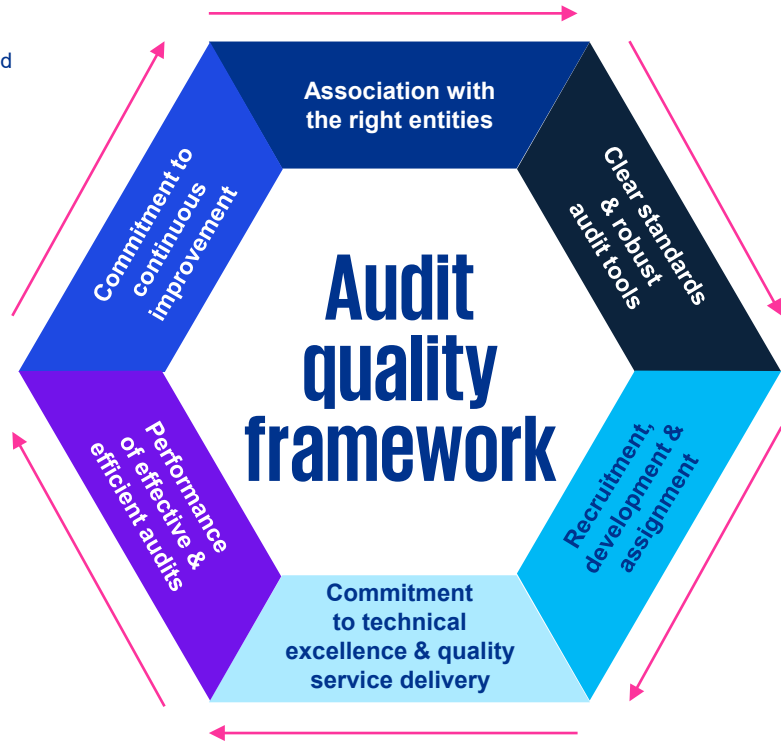 d
Association with
the right entities
Clear standards
& robust
audit tools
Recruitment,
development &
assignment
Commitment
to technical
excellence & quality
service delivery
Performance
of effective &
efficient audits
Commitment to
continuous
improvement
Audit
quality
framework